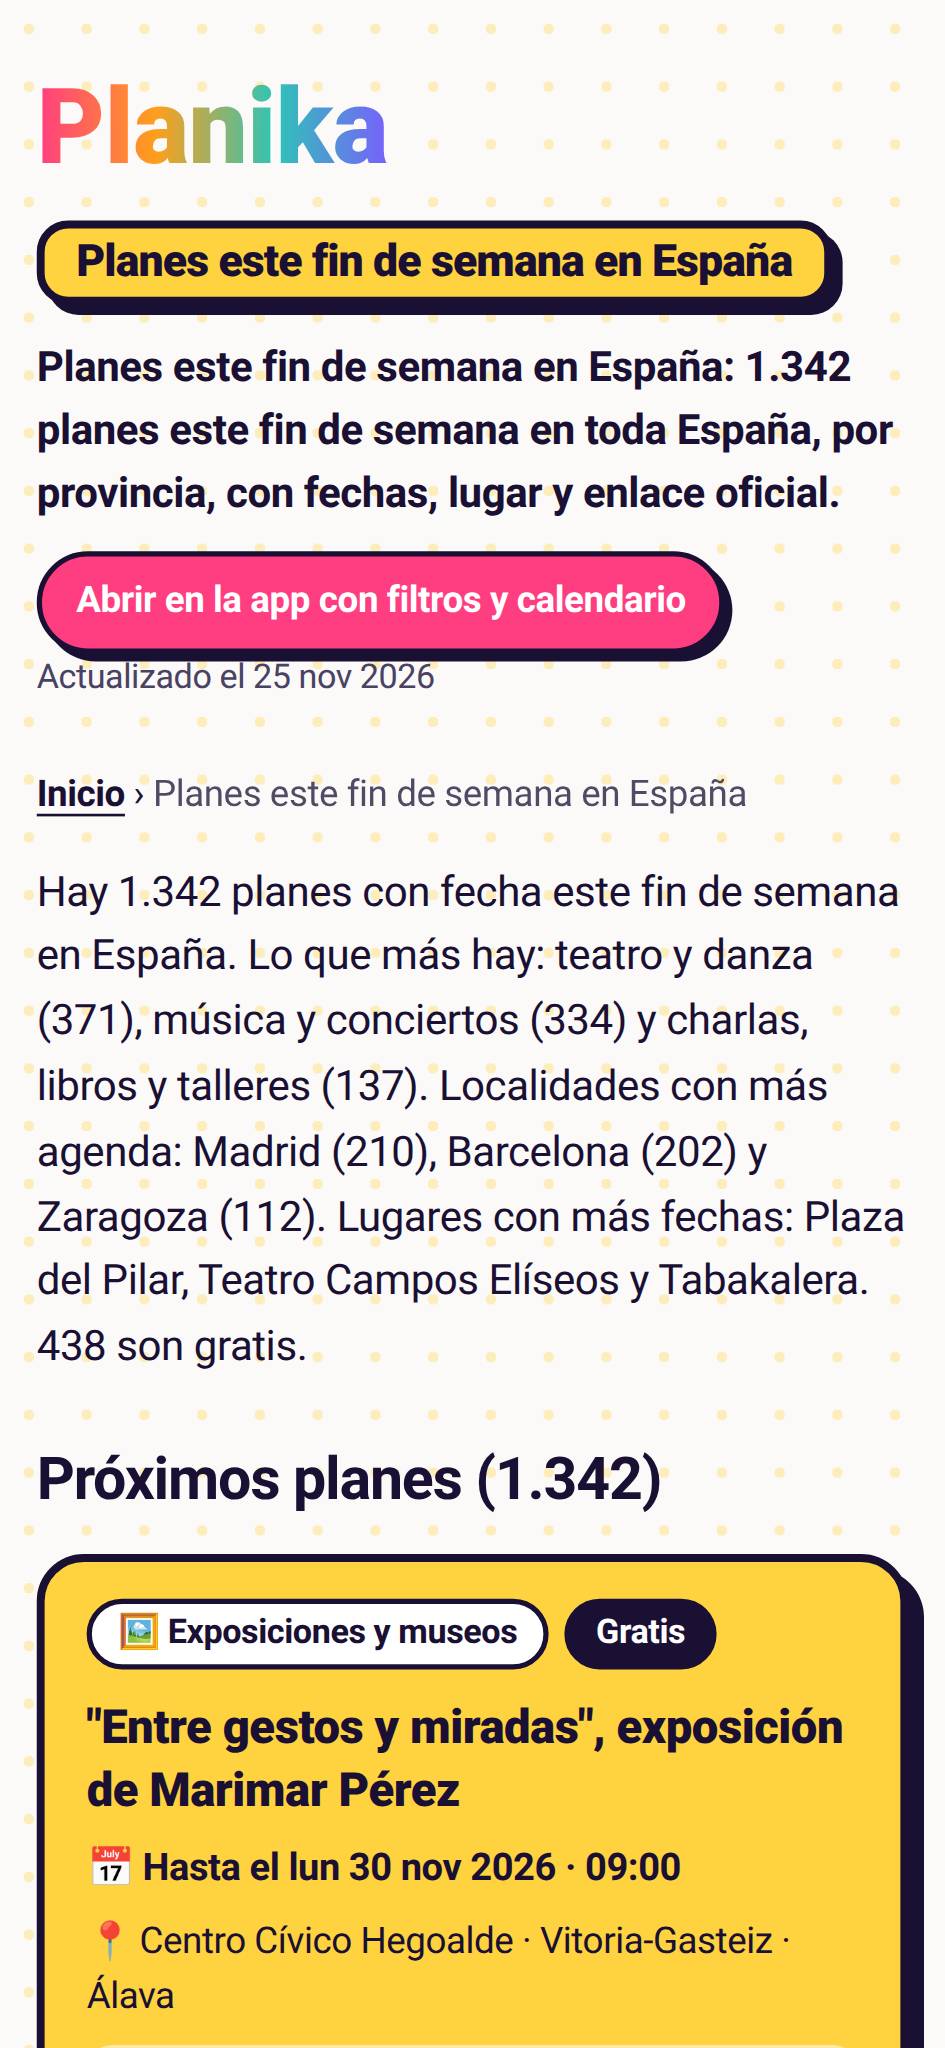 Planika
Planes este fin de semana en España
Planes este fin de semana en España: 1.342
planes este fin de semana en toda España, por
provincia, con fechas, lugar y enlace oficial.
Abrir en la app con filtros y calendario
Actualizado el 25 nov 2026
Inicio › Planes este fin de semana en España
Hay 1.342 planes con fecha este fin de semana
en España. Lo que más hay: teatro y danza
(371), música y conciertos (334) y charlas,
libros y talleres (137). Localidades con más
agenda: Madrid (210), Barcelona (202) y
Zaragoza (112). Lugares con más fechas: Plaza
del Pilar, Teatro Campos Elíseos y Tabakalera.
438 son gratis.
Próximos planes (1.342)
🖼️ Exposiciones y museos Gratis
"Entre gestos y miradas", exposición
de Marimar Pérez
📅 Hasta el lun 30 nov 2026 · 09:00
📍 Centro Cívico Hegoalde · Vitoria-Gasteiz ·
Álava